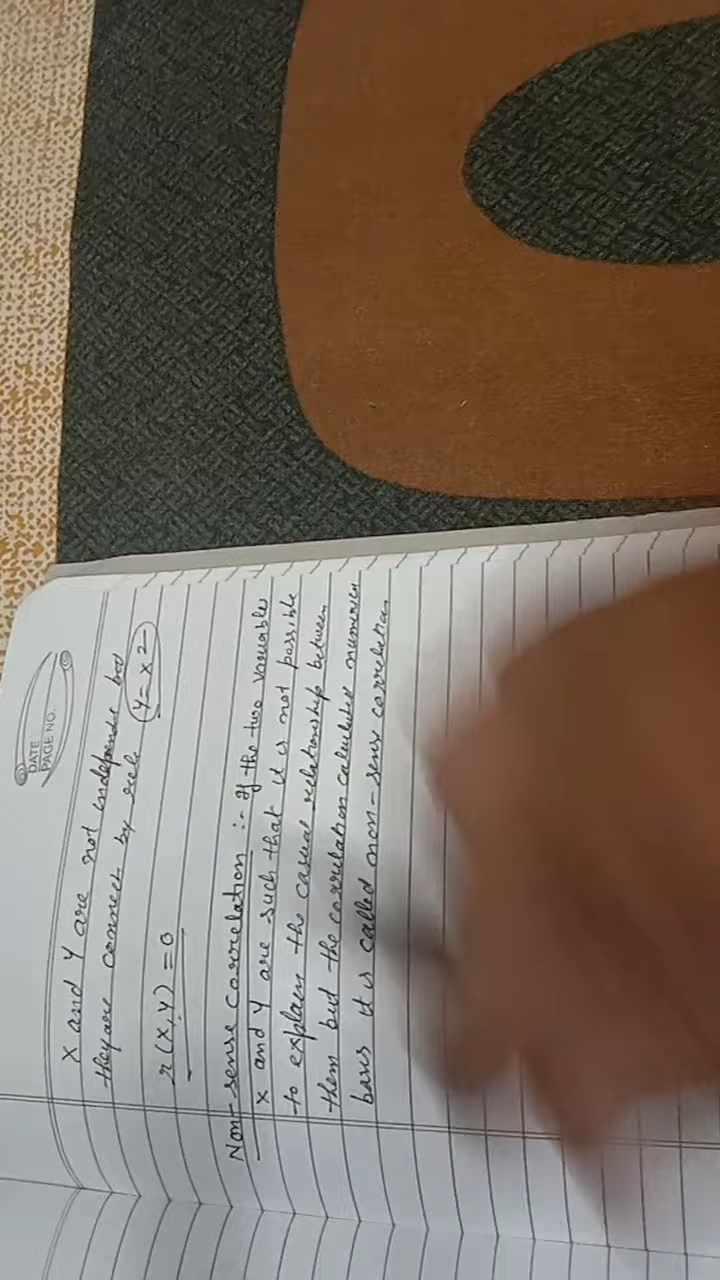 DATE
PAGE NO.
X and Y are not independent but
they are connect by rule Y = X²
r(X,Y) = 0
Non-sense correlation :- If the two variable
X and Y are such that it is not possible
to explain the casual relationship between
them but the correlation calculated numerical
basis it is called non-sense correlation.